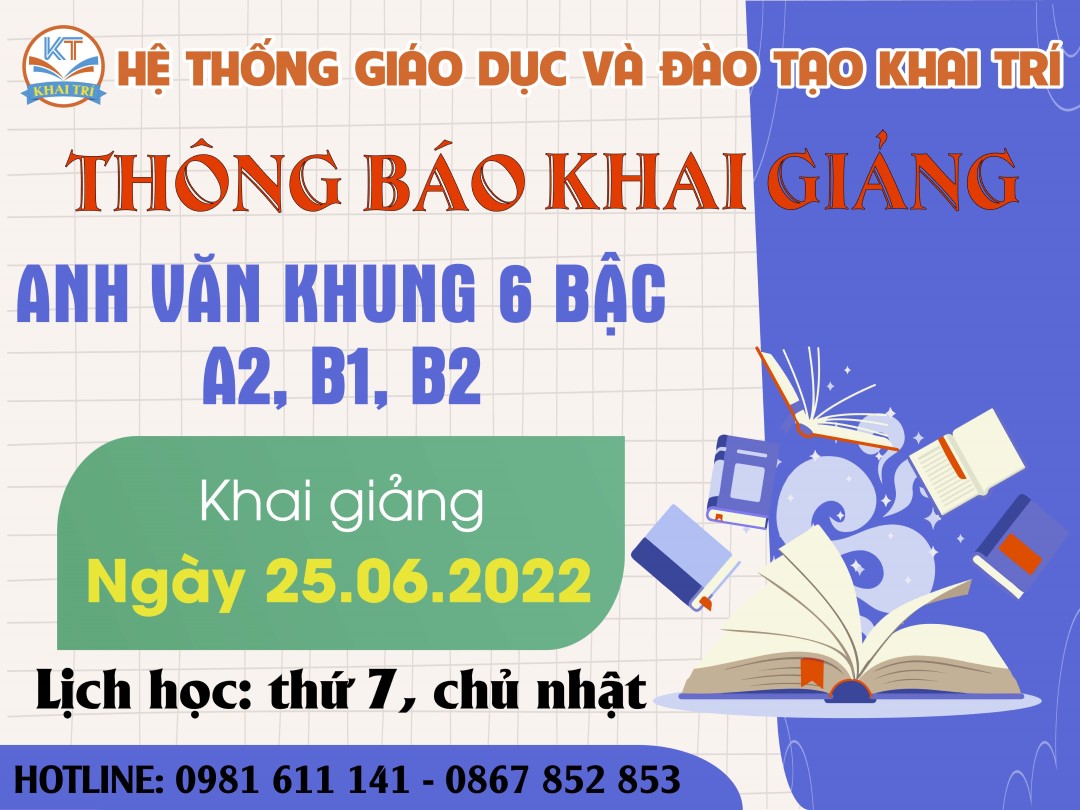 KT
KHAI TRÍ
HỆ THỐNG GIÁO DỤC VÀ ĐÀO TẠO KHAI TRÍ
THÔNG BÁO KHAI GIẢNG
ANH VĂN KHUNG 6 BẬC
A2, B1, B2
Khai giảng
Ngày 25.06.2022
Lịch học: thứ 7, chủ nhật
HOTLINE: 0981 611 141 - 0867 852 853